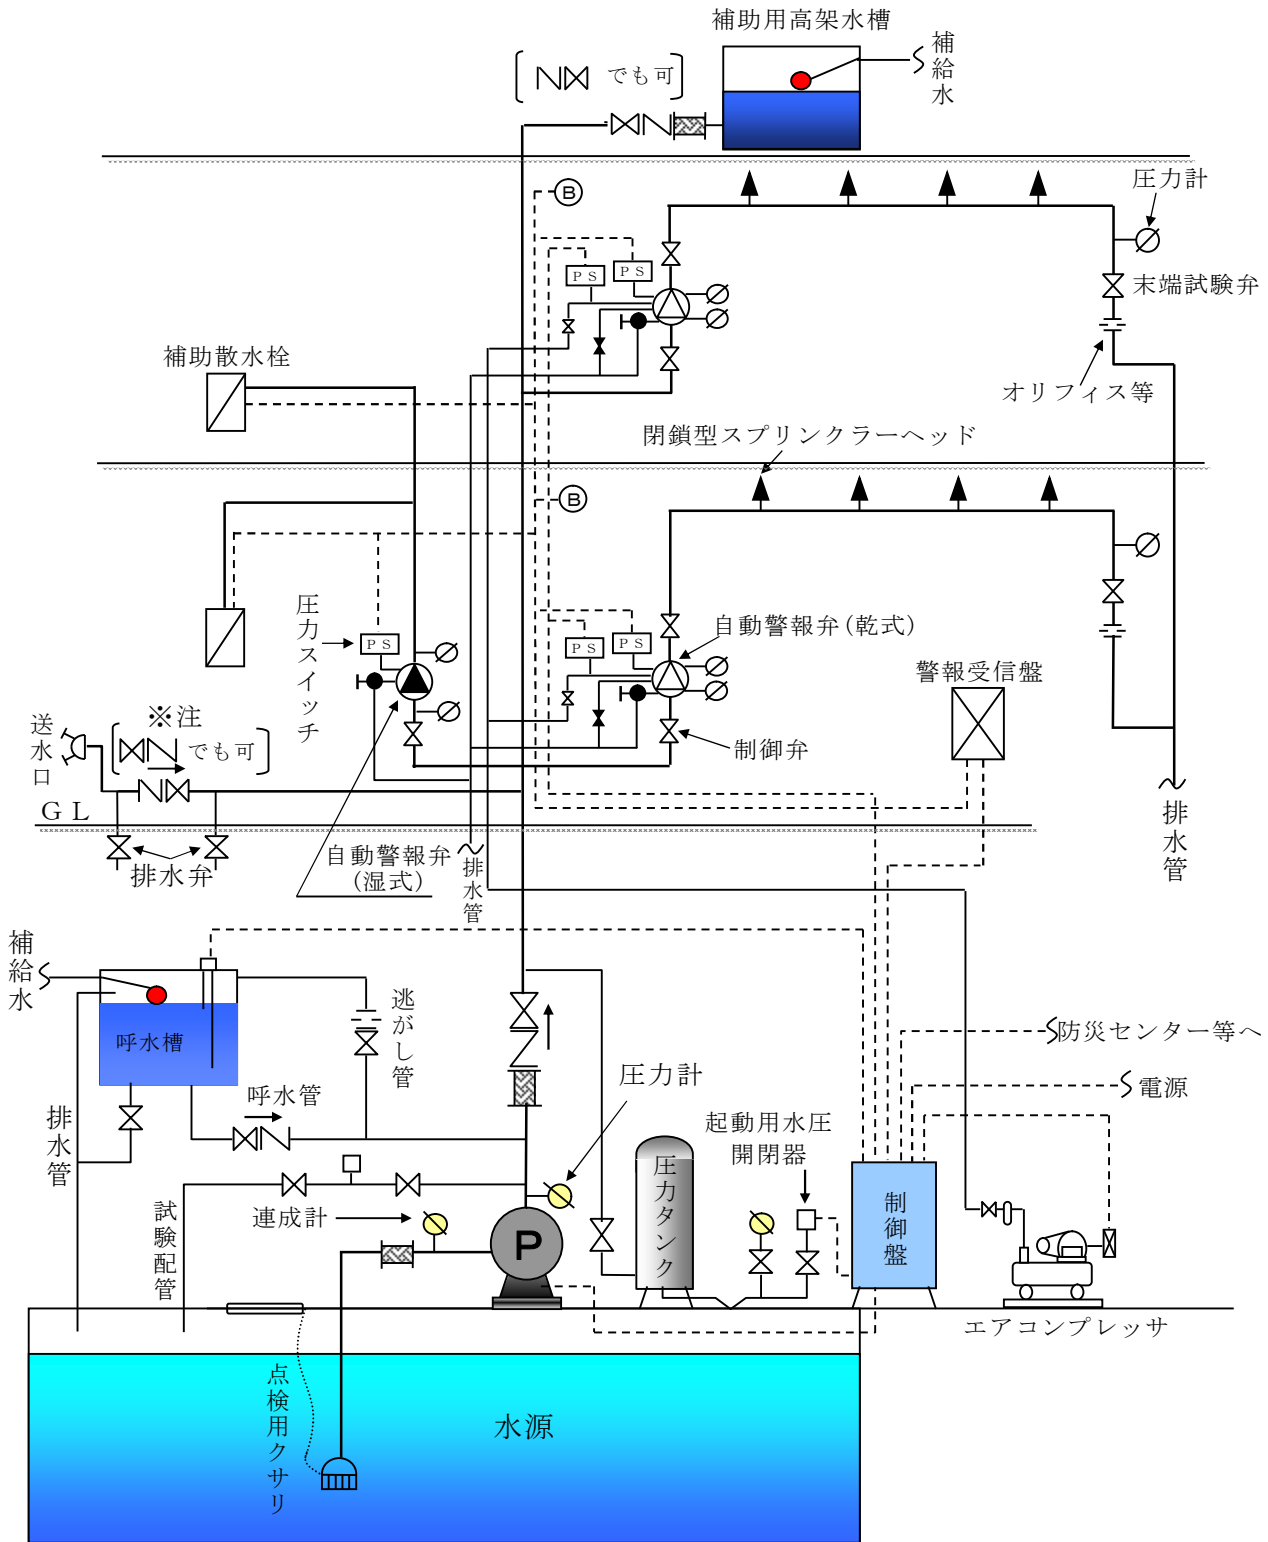 補助用高架水槽
補給水
でも可
B
圧力計
PS
PS
末端試験弁
補助散水栓
オリフィス等
閉鎖型スプリンクラーヘッド
B
圧力スイッチ
PS
PS
PS
自動警報弁(乾式)
警報受信盤
制御弁
送水口
※注
でも可
GL
排水弁
自動警報弁
(湿式)
排水管
排水管
補給水
呼水槽
逃がし管
防災センター等へ
電源
呼水管
圧力計
起動用水圧
開閉器
排水管
圧力タンク
試験配管
連成計
P
制御盤
エアコンプレッサ
点検用クサリ
水源